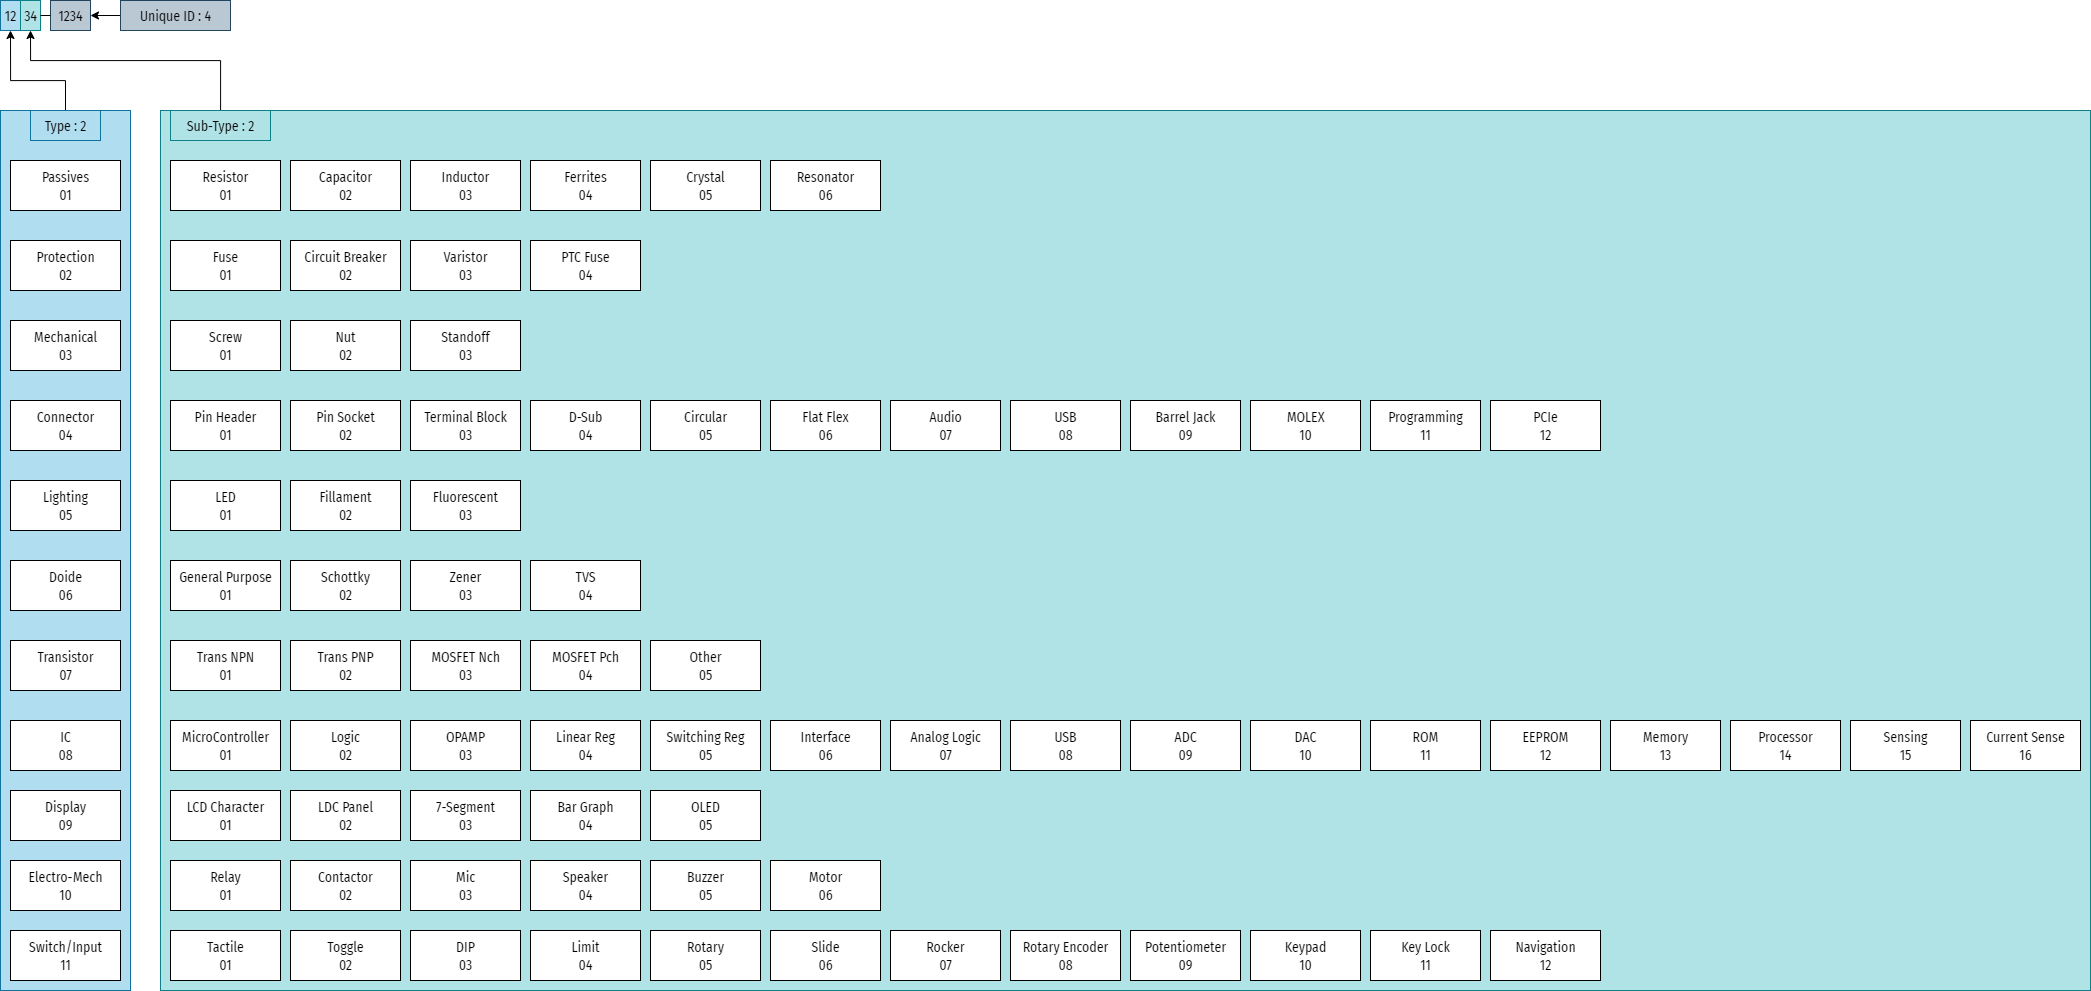 12 34 1234 Unique ID : 4
Type : 2
Sub-Type : 2
Passives
01
Resistor
01
Capacitor
02
Inductor
03
Ferrites
04
Crystal
05
Resonator
06
Protection
02
Fuse
01
Circuit Breaker
02
Varistor
03
PTC Fuse
04
Mechanical
03
Screw
01
Nut
02
Standoff
03
Connector
04
Pin Header
01
Pin Socket
02
Terminal Block
03
D-Sub
04
Circular
05
Flat Flex
06
Audio
07
USB
08
Barrel Jack
09
MOLEX
10
Programming
11
PCIe
12
Lighting
05
LED
01
Fillament
02
Fluorescent
03
Doide
06
General Purpose
01
Schottky
02
Zener
03
TVS
04
Transistor
07
Trans NPN
01
Trans PNP
02
MOSFET Nch
03
MOSFET Pch
04
Other
05
IC
08
MicroController
01
Logic
02
OPAMP
03
Linear Reg
04
Switching Reg
05
Interface
06
Analog Logic
07
USB
08
ADC
09
DAC
10
ROM
11
EEPROM
12
Memory
13
Processor
14
Sensing
15
Current Sense
16
Display
09
LCD Character
01
LDC Panel
02
7-Segment
03
Bar Graph
04
OLED
05
Electro-Mech
10
Relay
01
Contactor
02
Mic
03
Speaker
04
Buzzer
05
Motor
06
Switch/Input
11
Tactile
01
Toggle
02
DIP
03
Limit
04
Rotary
05
Slide
06
Rocker
07
Rotary Encoder
08
Potentiometer
09
Keypad
10
Key Lock
11
Navigation
12